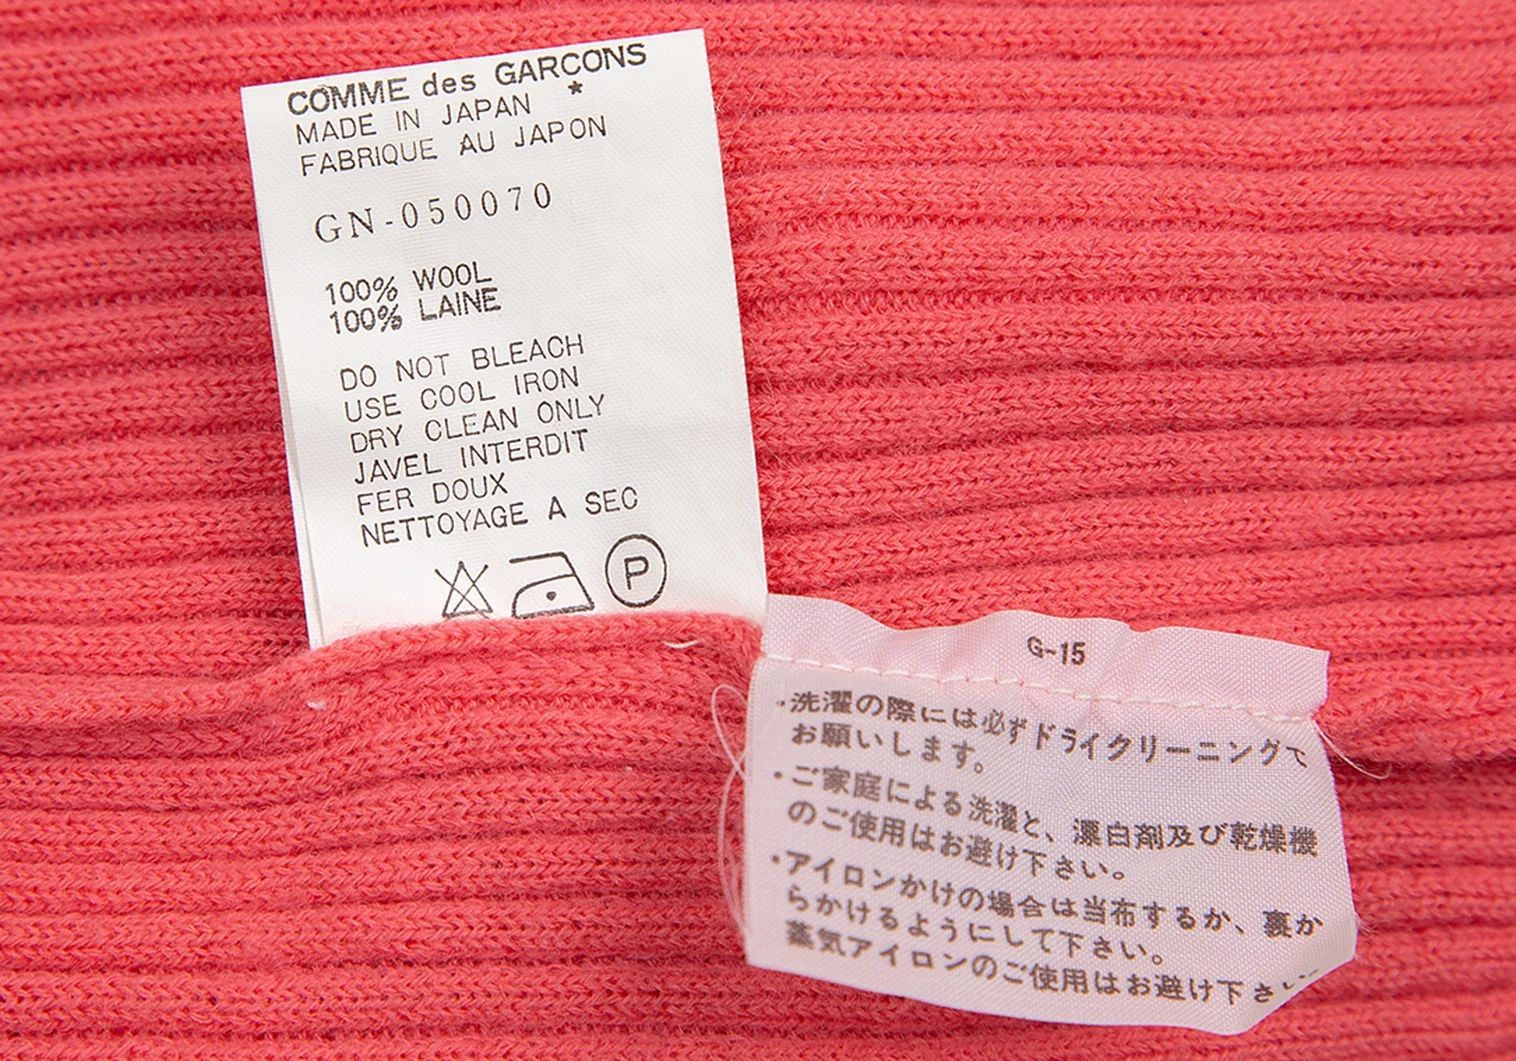 COMME des GARCONS
*
MADE IN JAPAN
FABRIQUE AU JAPON
GN-050070
100% WOOL
100% LAINE
DO NOT BLEACH
USE COOL IRON
DRY CLEAN ONLY
JAVEL INTERDIT
FER DOUX
NETTOYAGE A SEC
P
G-15
・洗濯の際には必ずドライクリーニングで
お願いします。
・ご家庭による洗濯と、漂白剤及び乾燥機
のご使用はお避け下さい。
・アイロンかけの場合は当布するか、裏か
らかけるようにして下さい。
蒸気アイロンのご使用はお避け下さい